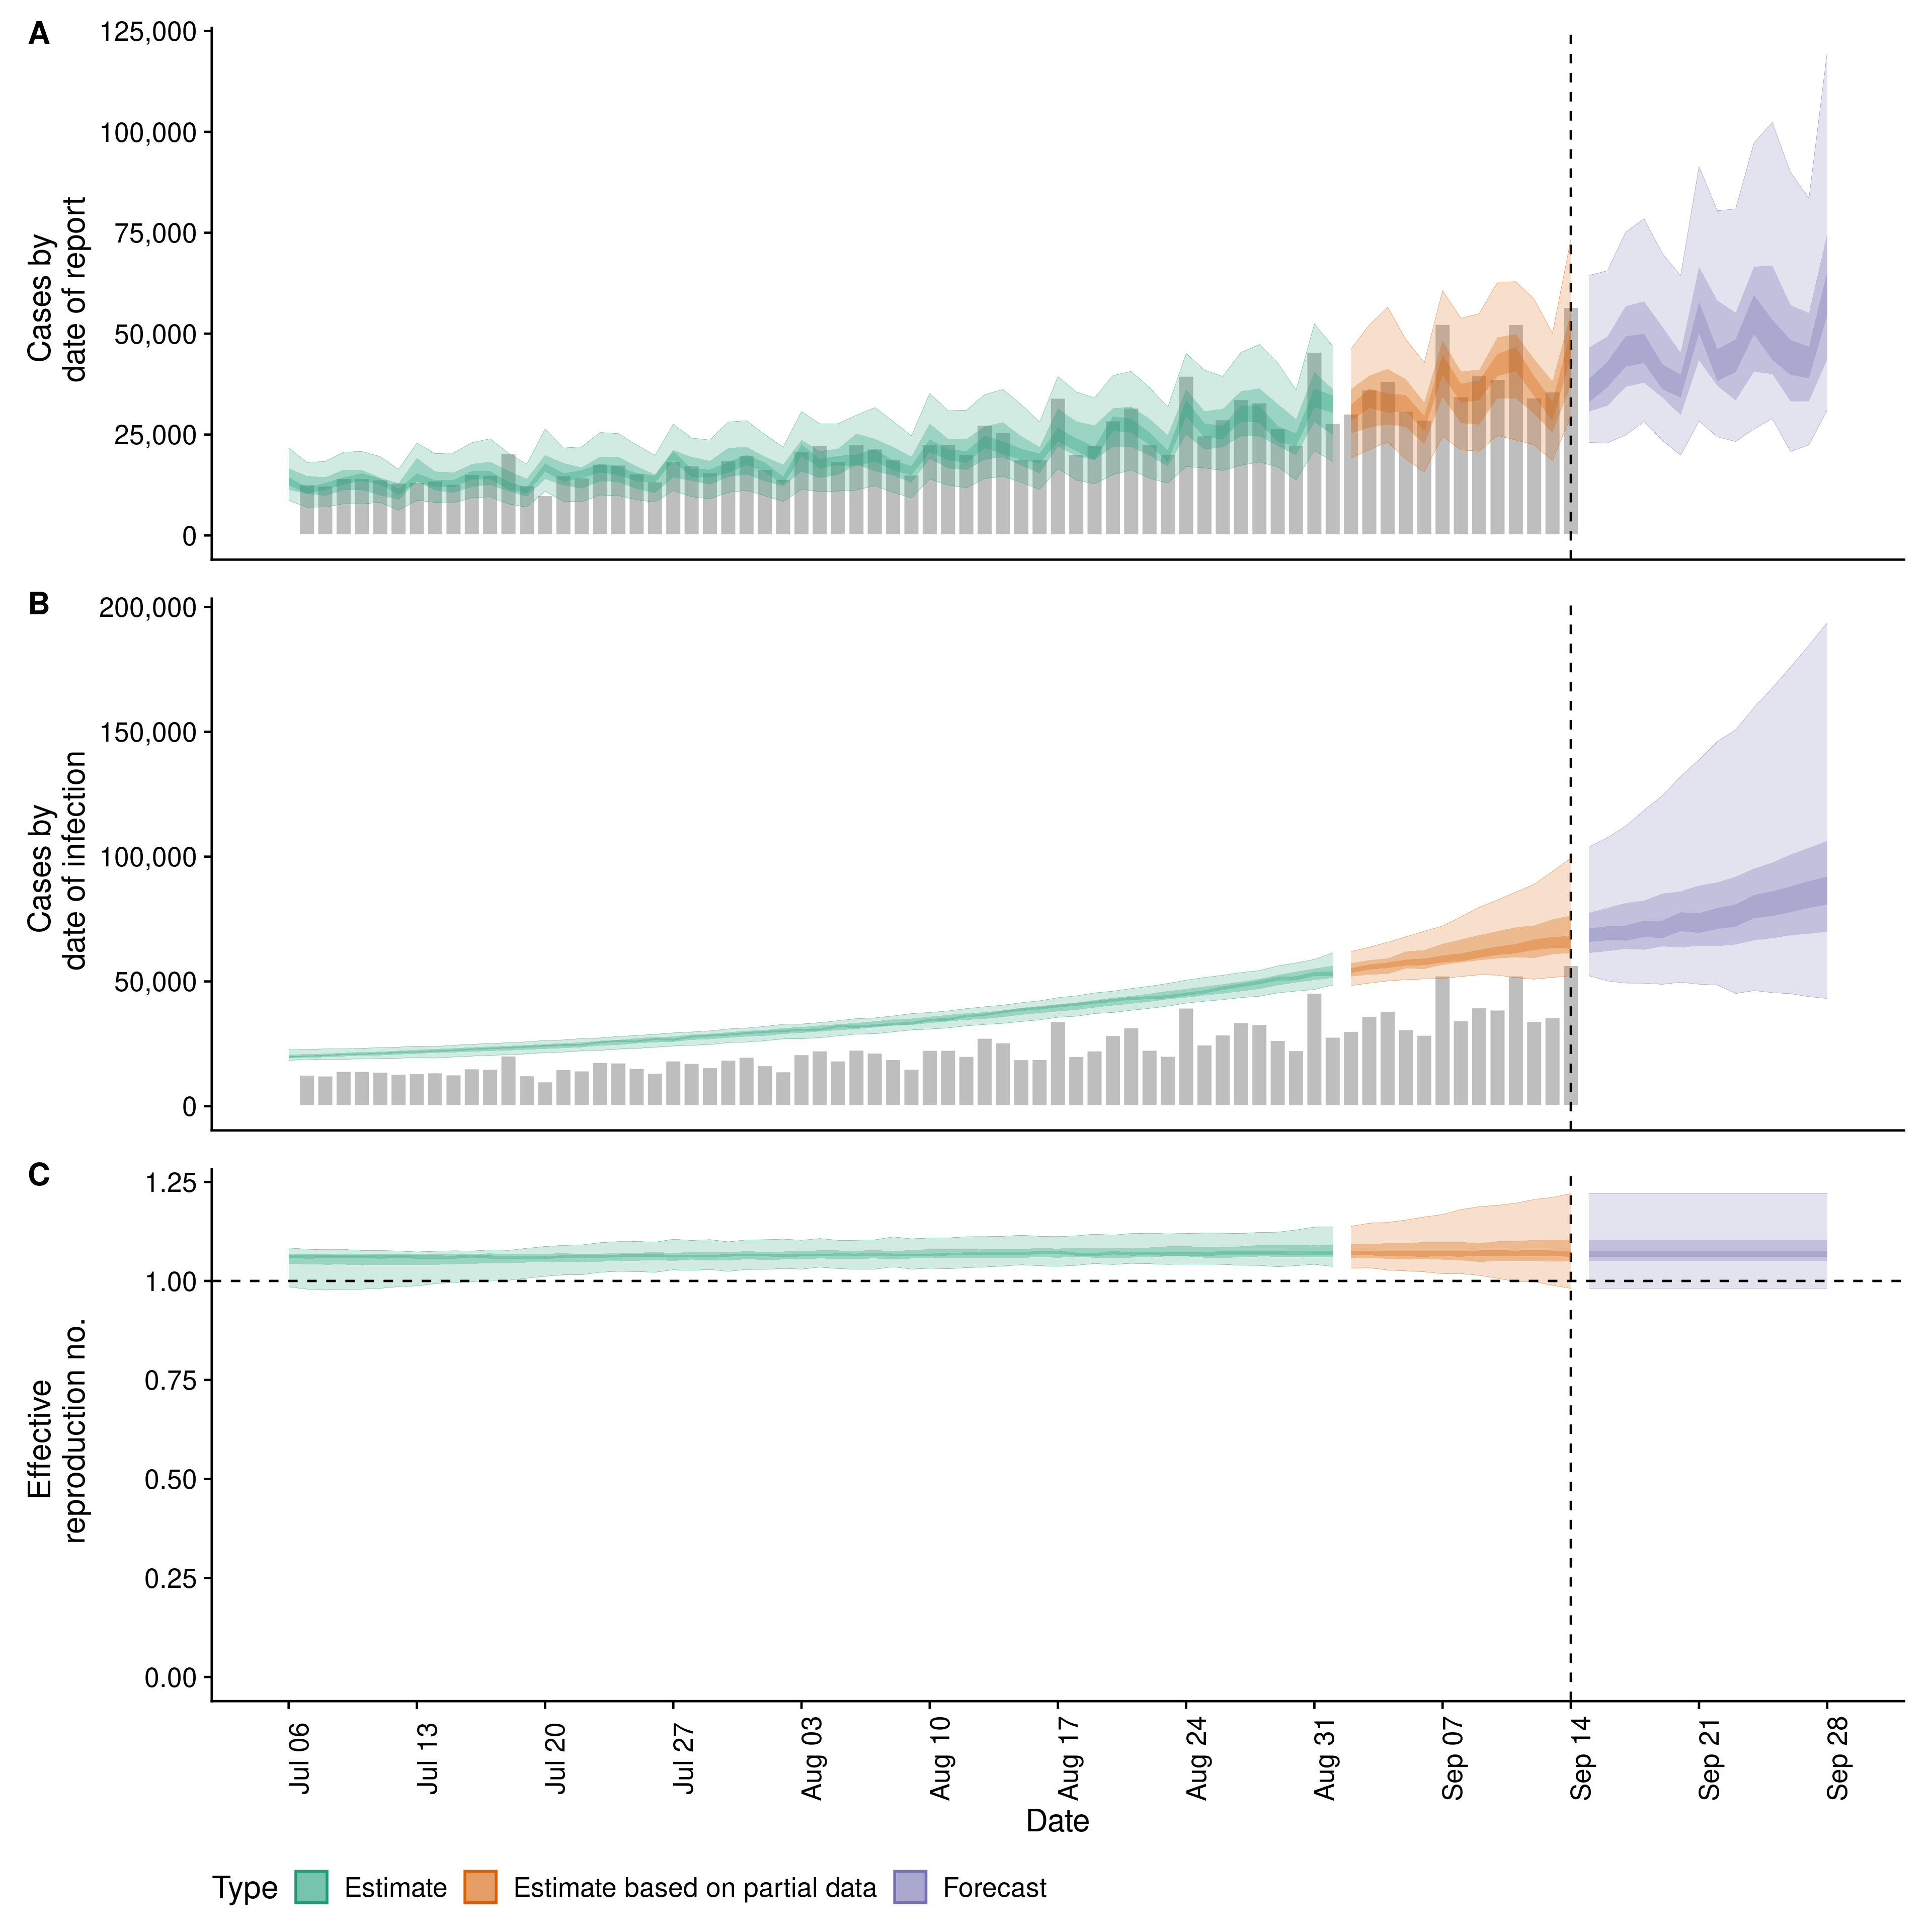 A
125,000
100,000
75,000
50,000
25,000
0
Cases by
date of report
B
200,000
150,000
100,000
50,000
0
Cases by
date of infection
C
1.25
1.00
0.75
0.50
0.25
0.00
Effective
reproduction no.
Jul 06
Jul 13
Jul 20
Jul 27
Aug 03
Aug 10
Aug 17
Aug 24
Aug 31
Sep 07
Sep 14
Sep 21
Sep 28
Date
Type Estimate Estimate based on partial data Forecast